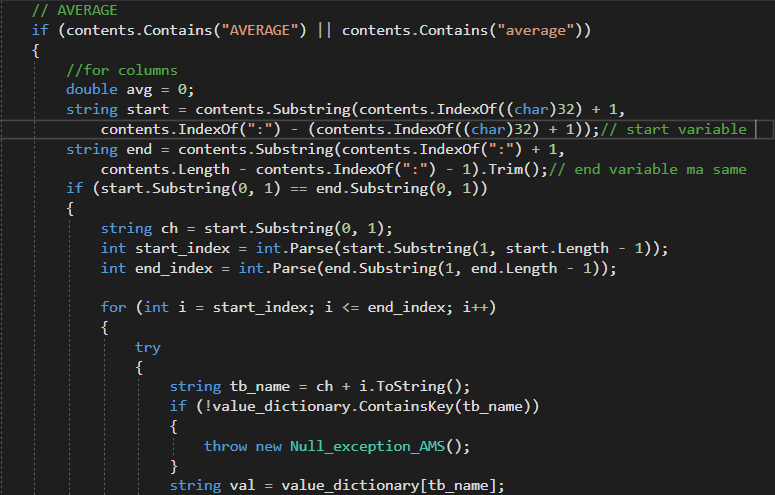 // AVERAGE
if (contents.Contains("AVERAGE") || contents.Contains("average"))
{
//for columns
double avg = 0;
string start = contents.Substring(contents.IndexOf((char)32) + 1,
contents.IndexOf(":") - (contents.IndexOf((char)32) + 1));// start variable
string end = contents.Substring(contents.IndexOf(":") + 1,
contents.Length - contents.IndexOf(":") - 1).Trim();// end variable ma same
if (start.Substring(0, 1) == end.Substring(0, 1))
{
string ch = start.Substring(0, 1);
int start_index = int.Parse(start.Substring(1, start.Length - 1));
int end_index = int.Parse(end.Substring(1, end.Length - 1));
for (int i = start_index; i <= end_index; i++)
{
try
{
string tb_name = ch + i.ToString();
if (!value_dictionary.ContainsKey(tb_name))
{
throw new Null_exception_AMS();
}
string val = value_dictionary[tb_name];